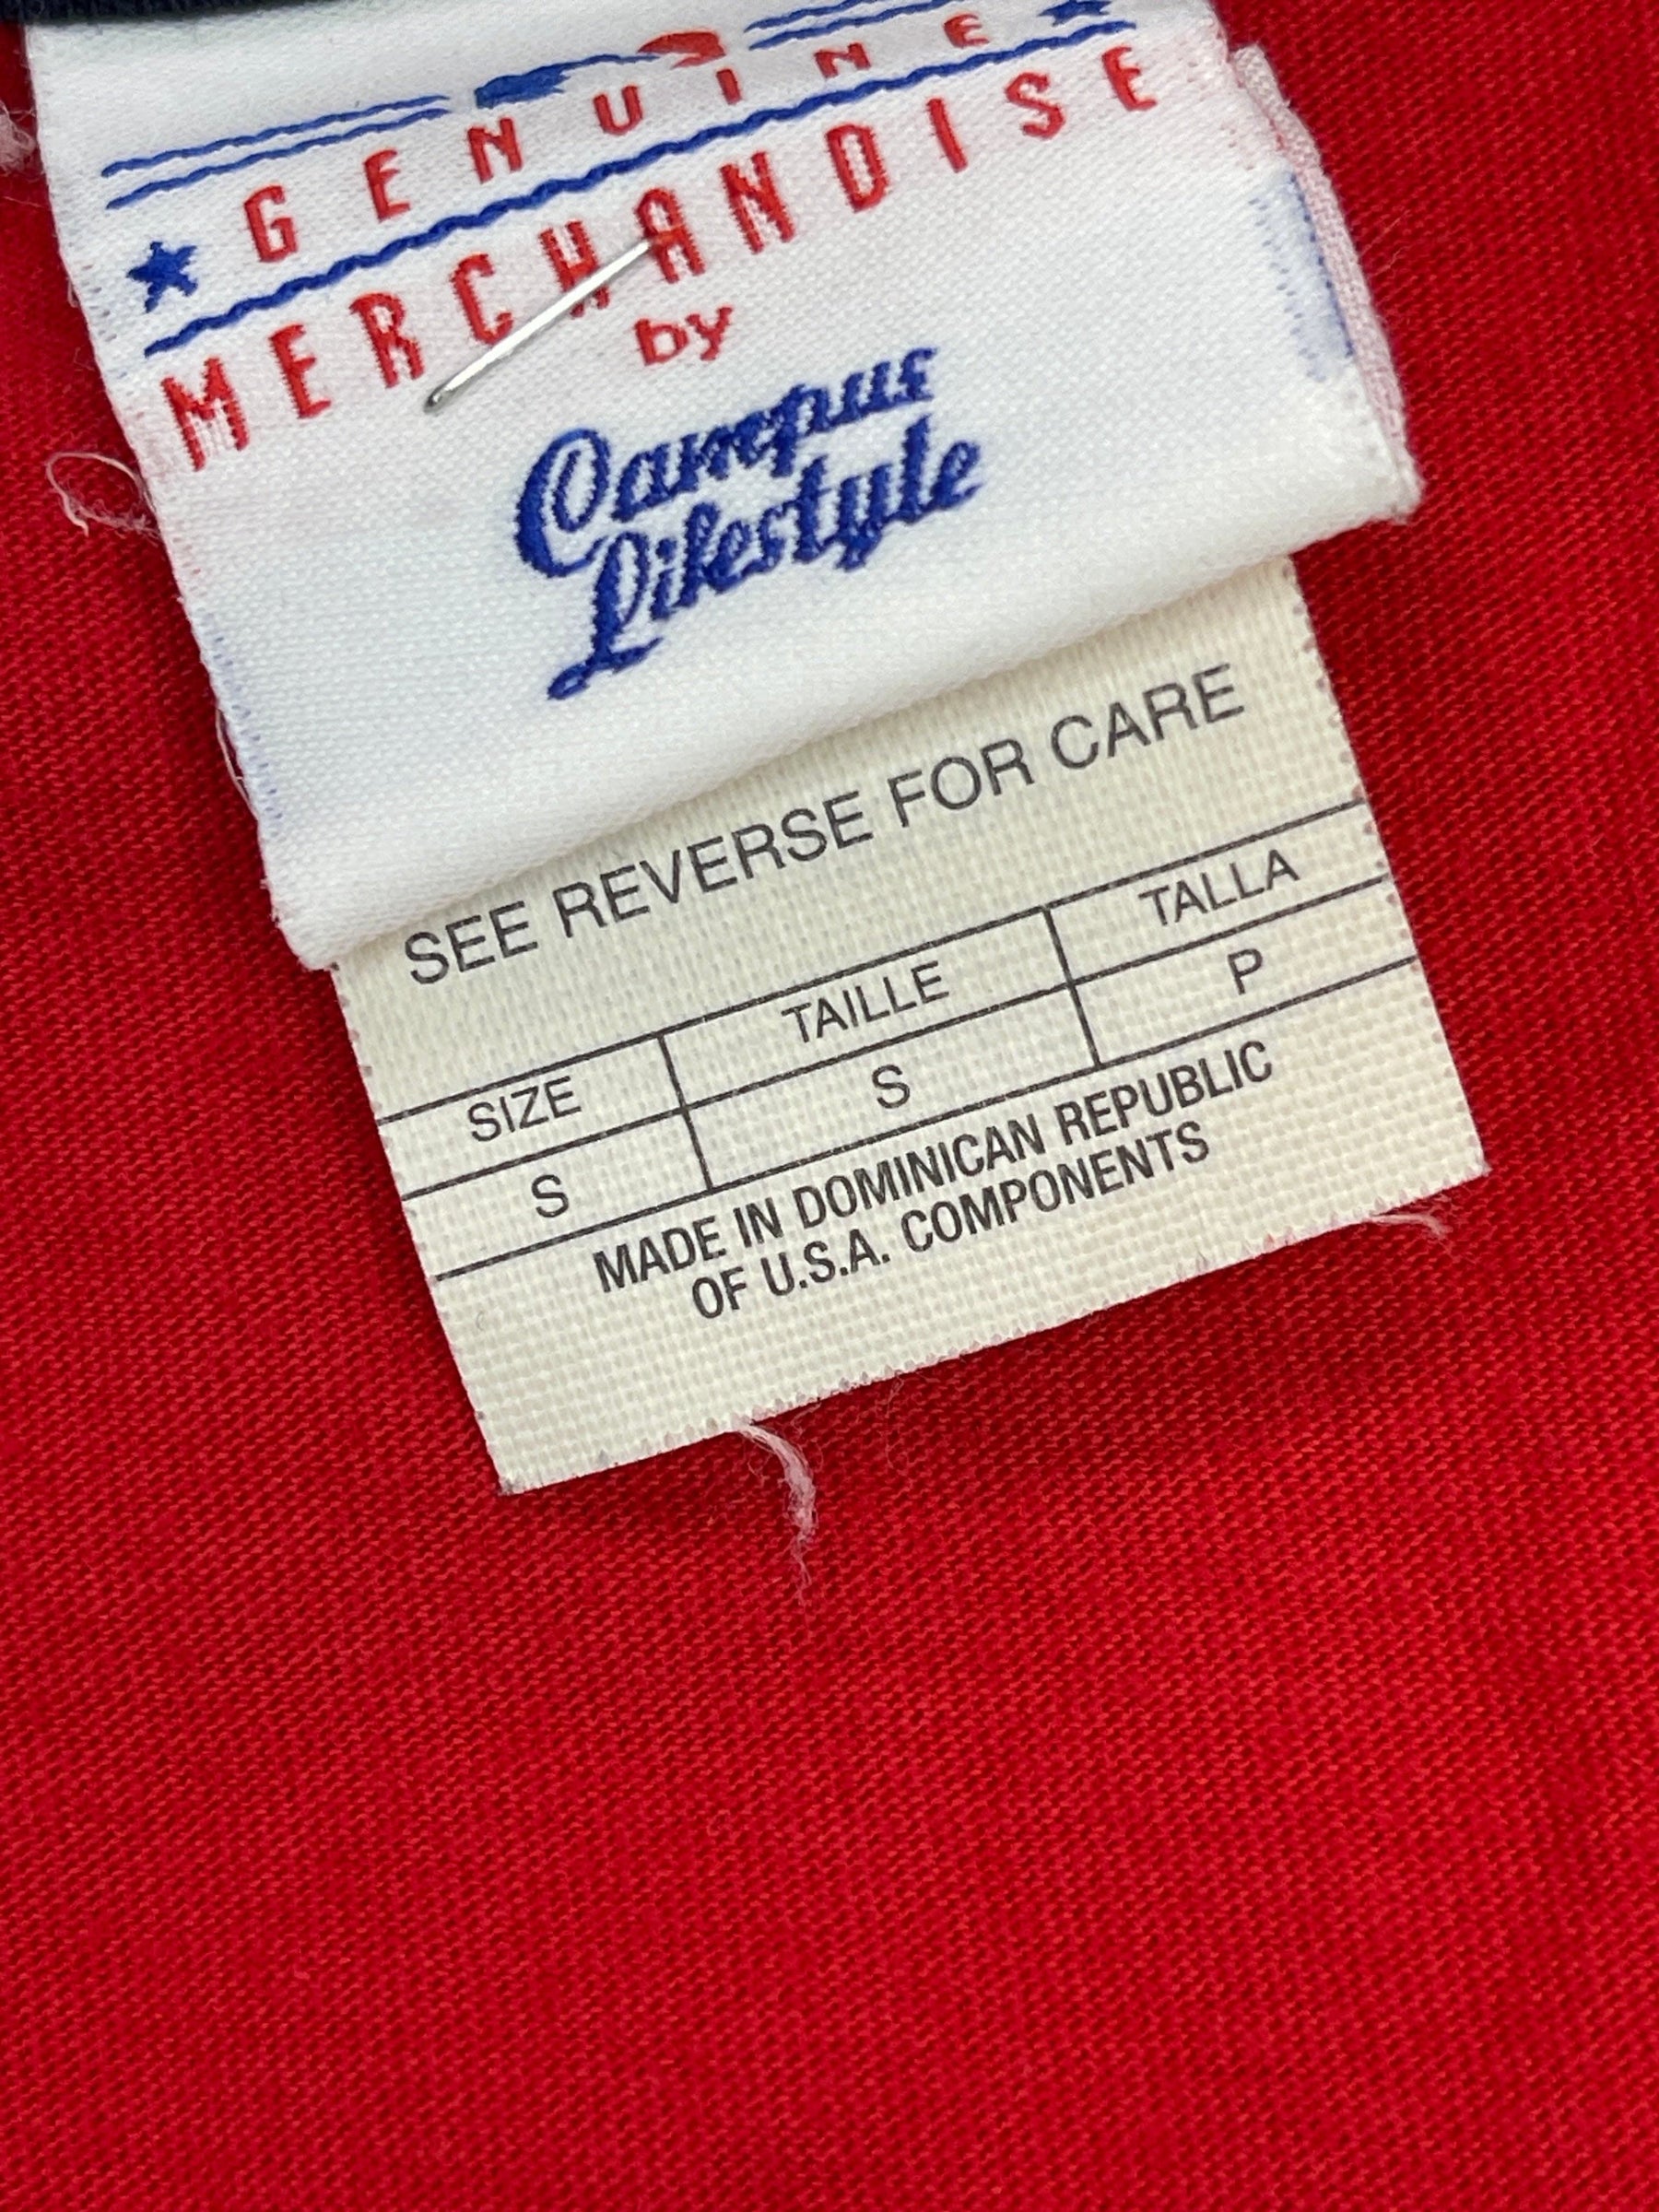 GENUINE
MERCHANDISE
by
Campus
Lifestyle
SEE REVERSE FOR CARE
SIZE TAILLE TALLA
S S P
MADE IN DOMINICAN REPUBLIC
OF U.S.A. COMPONENTS